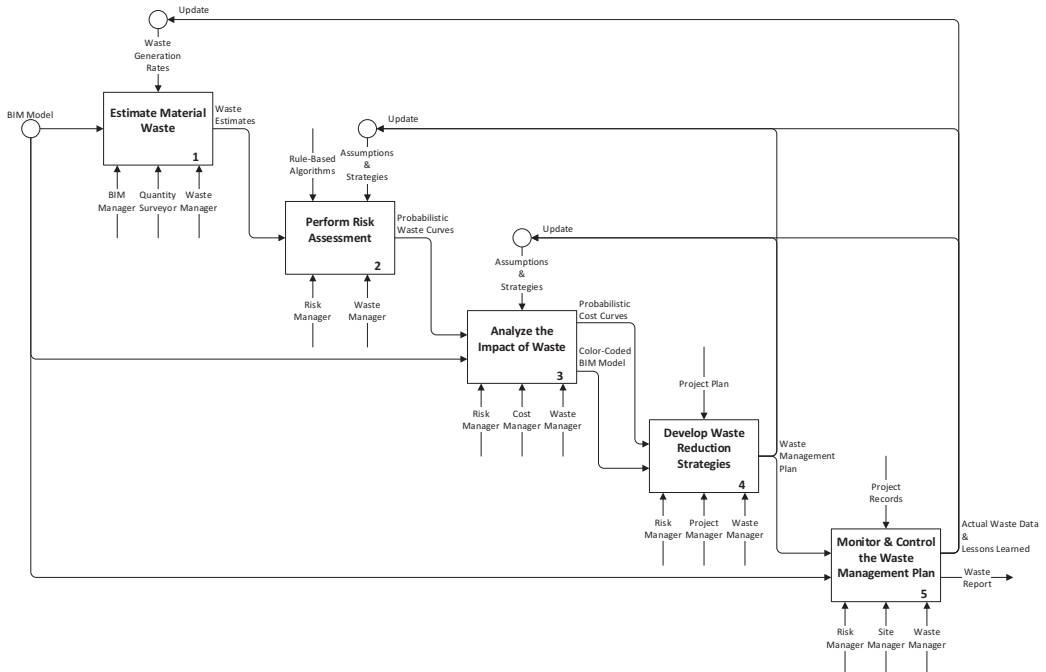 Update
Waste
Generation
Rates
BIM Model
Estimate Material
Waste
1
Waste
Estimates
BIM
Manager
Quantity
Surveyor
Waste
Manager
Update
Rule-Based
Algorithms
Assumptions
&
Strategies
Perform Risk
Assessment
2
Probabilistic
Waste Curves
Risk
Manager
Waste
Manager
Update
Assumptions
&
Strategies
Analyze the
Impact of Waste
3
Probabilistic
Cost Curves
Color-Coded
BIM Model
Risk
Manager
Cost
Manager
Waste
Manager
Project Plan
Develop Waste
Reduction
Strategies
4
Waste
Management
Plan
Risk
Manager
Project
Manager
Waste
Manager
Project
Records
Monitor & Control
the Waste
Management Plan
5
Actual Waste Data
&
Lessons Learned
Waste
Report
Risk
Manager
Site
Manager
Waste
Manager